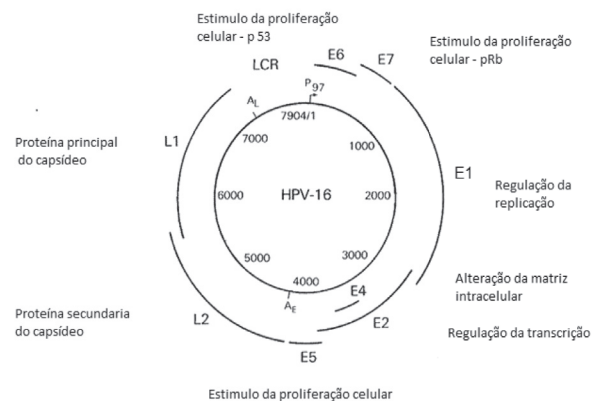 Estimulo da proliferação
celular - p 53
LCR
E6
E7
Estimulo da proliferação
celular - pRb
P97
AL
7904/1
7000
1000
L1
Proteína principal
do capsídeo
E1
Regulação da
replicação
6000
HPV-16
2000
5000
3000
4000
AE
E4
E2
Alteração da matriz
intracelular
Proteína secundaria
do capsídeo
L2
Regulação da transcrição
E5
Estimulo da proliferação celular